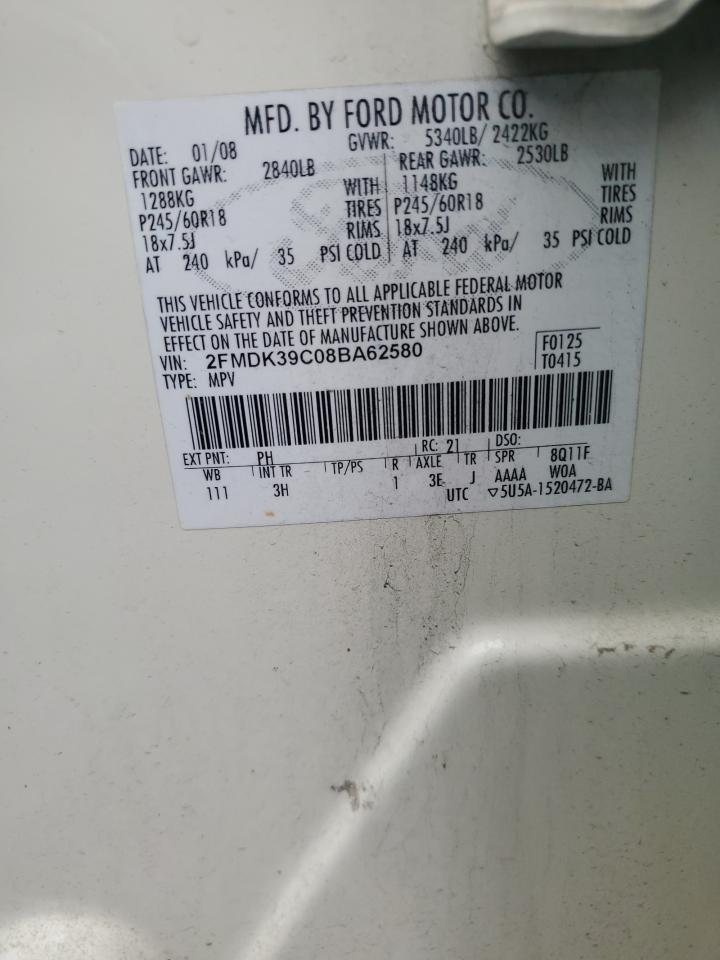 MFD. BY FORD MOTOR CO.
DATE: 01/08 GVWR: 5340LB/ 2422KG
FRONT GAWR: 2840LB REAR GAWR: 2530LB
1288KG WITH 1148KG WITH
P245/60R18 TIRES P245/60R18 TIRES
18x7.5J RIMS 18x7.5J RIMS
AT 240 kPa/ 35 PSI COLD AT 240 kPa/ 35 PSI COLD
THIS VEHICLE CONFORMS TO ALL APPLICABLE FEDERAL MOTOR
VEHICLE SAFETY AND THEFT PREVENTION STANDARDS IN
EFFECT ON THE DATE OF MANUFACTURE SHOWN ABOVE.
VIN: 2FMDK39C08BA62580 F0125
TYPE: MPV T0415
EXT PNT: PH RC: 21 DSO:
WB INT TR TP/PS R AXLE TR SPR 8Q11F
111 3H 1 3E J AAAA WOA
UTC ▽5U5A-1520472-BA